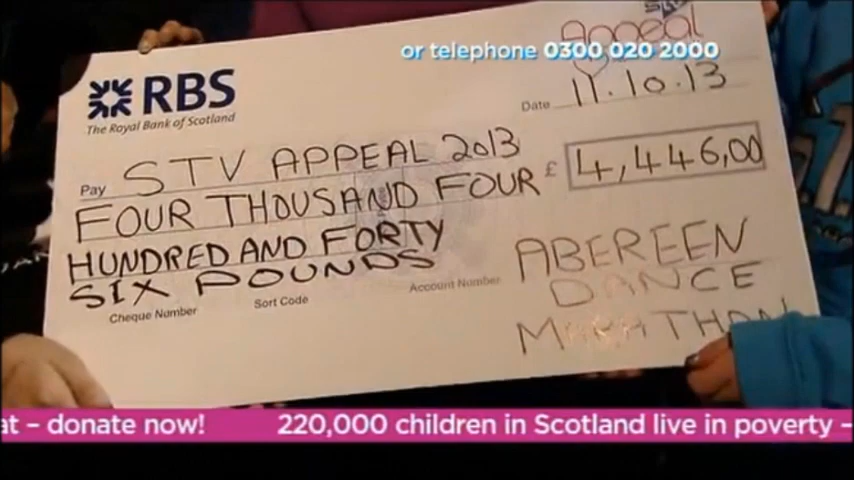 Appeal
or telephone 0300 020 2000
RBS
The Royal Bank of Scotland
Date 11.10.13
Pay STV APPEAL 2013
£ 4,446,00
FOUR THOUSAND FOUR
HUNDRED AND FORTY
SIX POUNDS
ABEREEN
DANCE
MARATHON
Cheque Number Sort Code Account Number
at – donate now! 220,000 children in Scotland live in poverty –